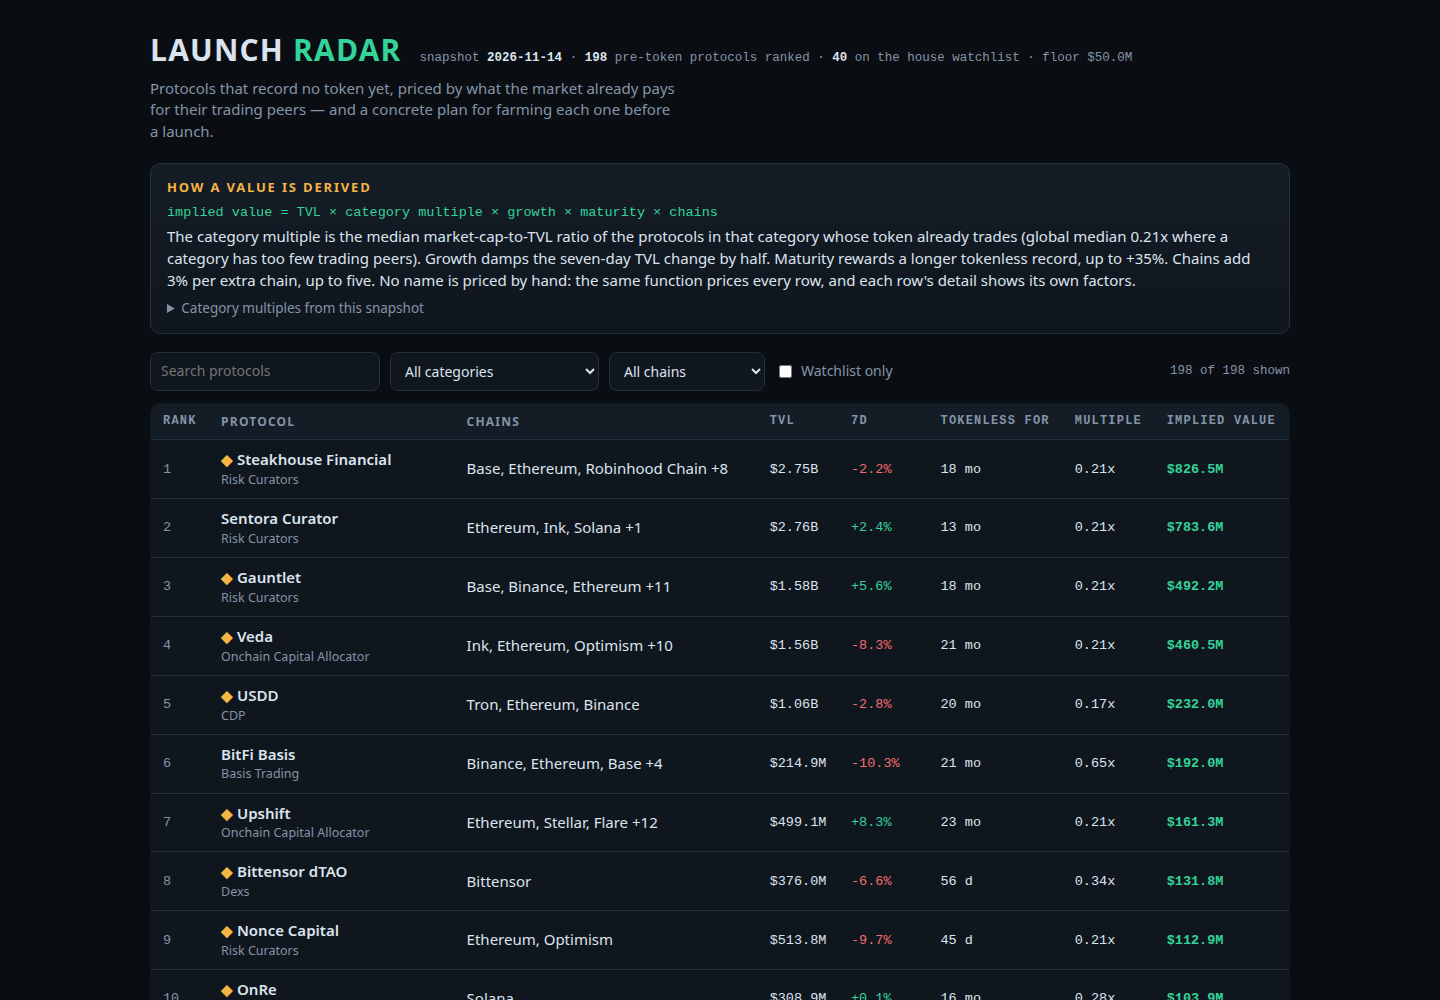 LAUNCH RADAR snapshot 2026-11-14 · 198 pre-token protocols ranked · 40 on the house watchlist · floor $50.0M
Protocols that record no token yet, priced by what the market already pays
for their trading peers — and a concrete plan for farming each one before
a launch.
HOW A VALUE IS DERIVED
implied value = TVL × category multiple × growth × maturity × chains
The category multiple is the median market-cap-to-TVL ratio of the protocols in that category whose token already trades (global median 0.21x where a
category has too few trading peers). Growth damps the seven-day TVL change by half. Maturity rewards a longer tokenless record, up to +35%. Chains add
3% per extra chain, up to five. No name is priced by hand: the same function prices every row, and each row's detail shows its own factors.
▶ Category multiples from this snapshot
Search protocols All categories All chains Watchlist only 198 of 198 shown
RANK PROTOCOL CHAINS TVL 7D TOKENLESS FOR MULTIPLE IMPLIED VALUE
1 ◆ Steakhouse Financial Base, Ethereum, Robinhood Chain +8 $2.75B -2.2% 18 mo 0.21x $826.5M
Risk Curators
2 Sentora Curator Ethereum, Ink, Solana +1 $2.76B +2.4% 13 mo 0.21x $783.6M
Risk Curators
3 ◆ Gauntlet Base, Binance, Ethereum +11 $1.58B +5.6% 18 mo 0.21x $492.2M
Risk Curators
4 ◆ Veda Ink, Ethereum, Optimism +10 $1.56B -8.3% 21 mo 0.21x $460.5M
Onchain Capital Allocator
5 ◆ USDD Tron, Ethereum, Binance $1.06B -2.8% 20 mo 0.17x $232.0M
CDP
6 BitFi Basis Binance, Ethereum, Base +4 $214.9M -10.3% 21 mo 0.65x $192.0M
Basis Trading
7 ◆ Upshift Ethereum, Stellar, Flare +12 $499.1M +8.3% 23 mo 0.21x $161.3M
Onchain Capital Allocator
8 ◆ Bittensor dTAO Bittensor $376.0M -6.6% 56 d 0.34x $131.8M
Dexs
9 ◆ Nonce Capital Ethereum, Optimism $513.8M -9.7% 45 d 0.21x $112.9M
Risk Curators
10 ◆ OnRe Solana $308.9M +0.1% 16 mo 0.28x $103.9M